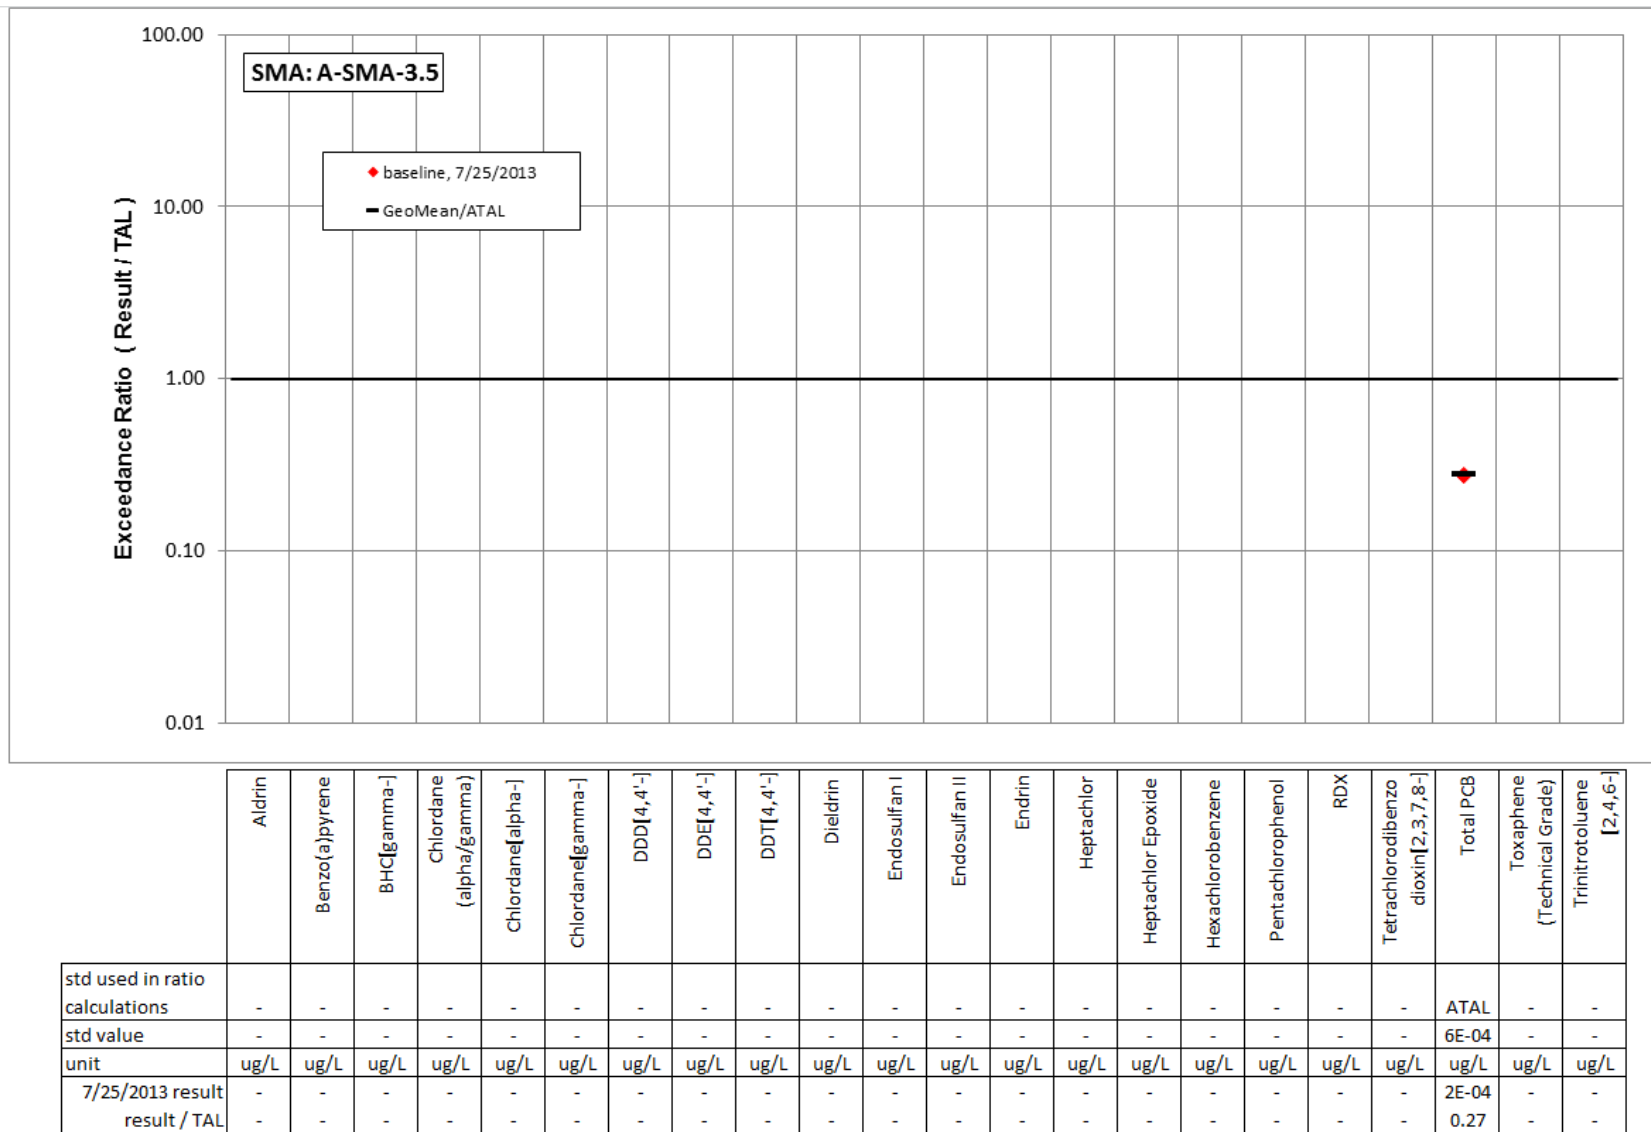 100.00
SMA: A-SMA-3.5
baseline, 7/25/2013
GeoMean/ATAL
10.00
1.00
0.10
0.01
Exceedance Ratio ( Result / TAL )
Aldrin
Benzo(a)pyrene
BHC[gamma-]
Chlordane
(alpha/gamma)
Chlordane[alpha-]
Chlordane[gamma-]
DDD[4,4'-]
DDE[4,4'-]
DDT[4,4'-]
Dieldrin
Endosulfan I
Endosulfan II
Endrin
Heptachlor
Heptachlor Epoxide
Hexachlorobenzene
Pentachlorophenol
RDX
Tetrachlorodibenzo
dioxin[2,3,7,8-]
Total PCB
Toxaphene
(Technical Grade)
Trinitrotoluene
[2,4,6-]
std used in ratio
calculations - - - - - - - - - - - - - - - - - - - ATAL - -
std value - - - - - - - - - - - - - - - - - - - 6E-04 - -
unit ug/L ug/L ug/L ug/L ug/L ug/L ug/L ug/L ug/L ug/L ug/L ug/L ug/L ug/L ug/L ug/L ug/L ug/L ug/L ug/L ug/L ug/L
7/25/2013 result - - - - - - - - - - - - - - - - - - - 2E-04 - -
result / TAL - - - - - - - - - - - - - - - - - - - 0.27 - -